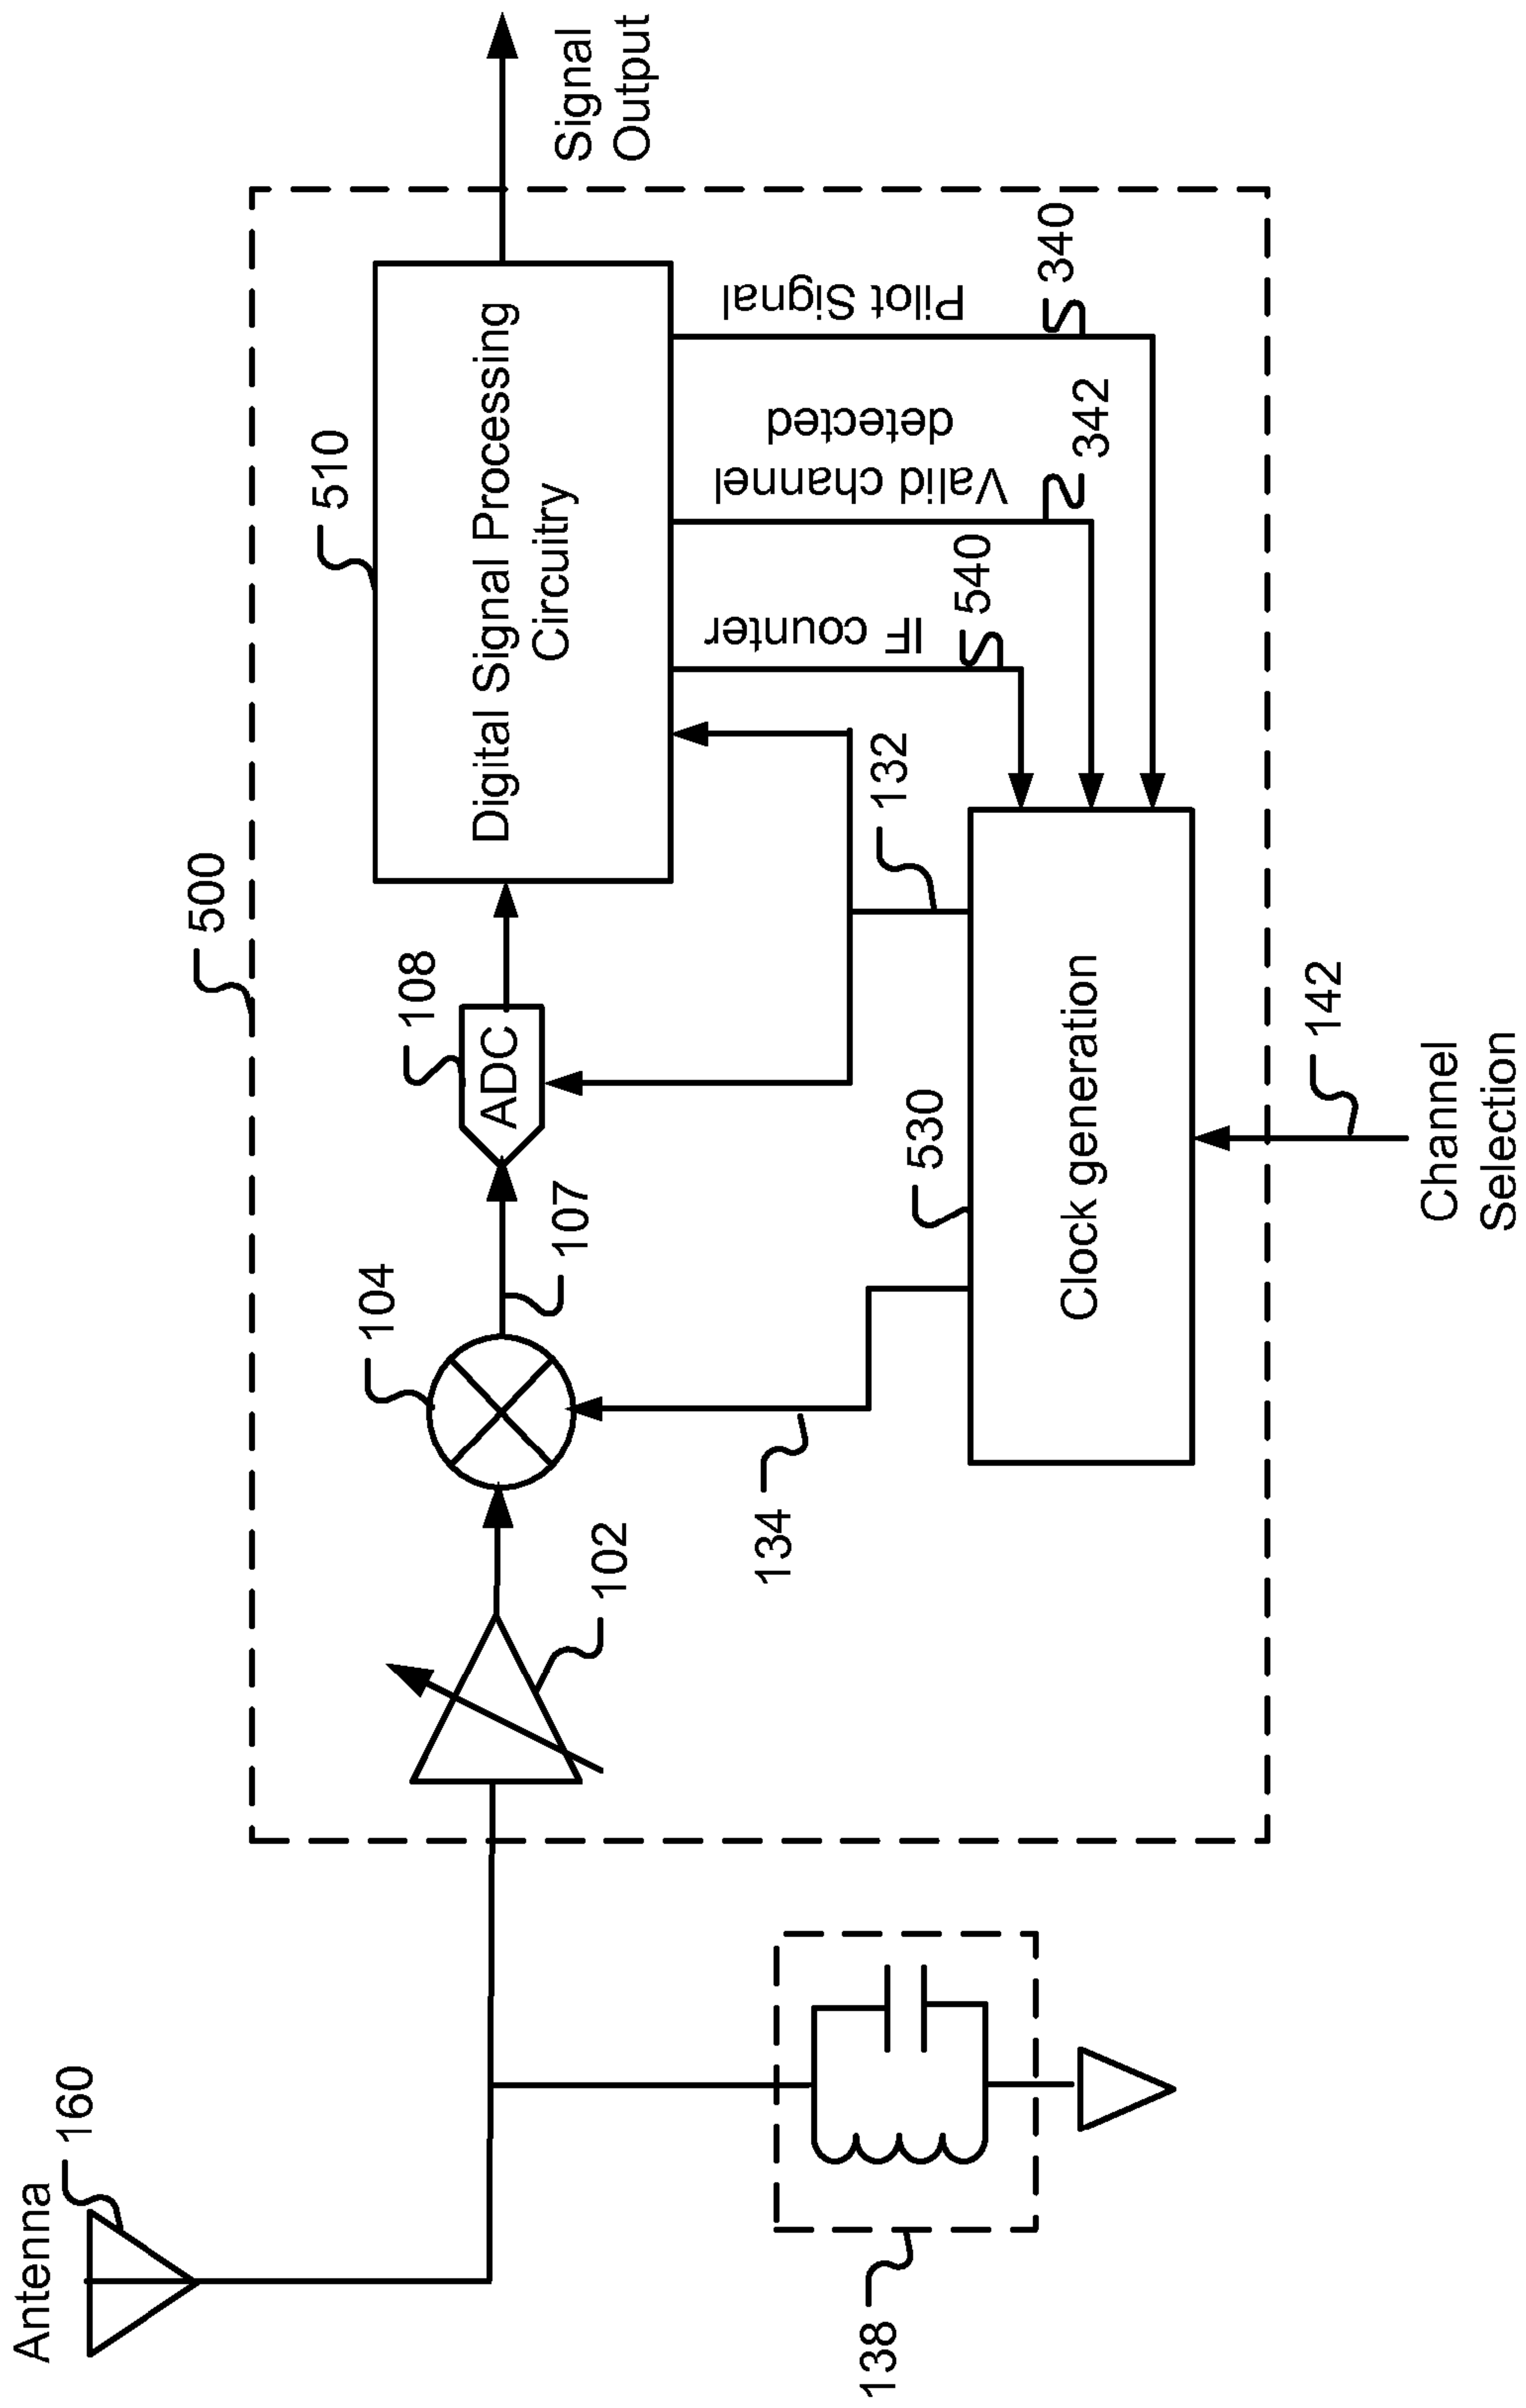 Antenna
160
138
500
102
104
107
108
ADC
510
Digital Signal Processing
Circuitry
Signal
Output
134
530
Clock generation
132
IF counter
540
Valid channel
detected
342
Pilot Signal
340
142
Channel
Selection